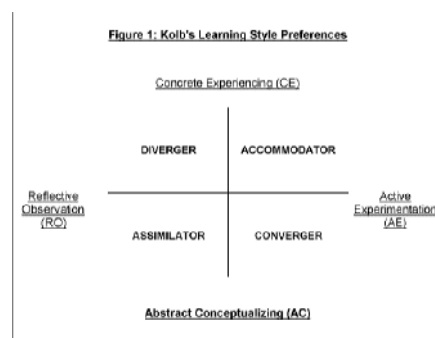 Figure 1: Kolb's Learning Style Preferences
Concrete Experiencing (CE)
DIVERGER
ACCOMMODATOR
Reflective
Observation
(RO)
Active
Experimentation
(AE)
ASSIMILATOR
CONVERGER
Abstract Conceptualizing (AC)